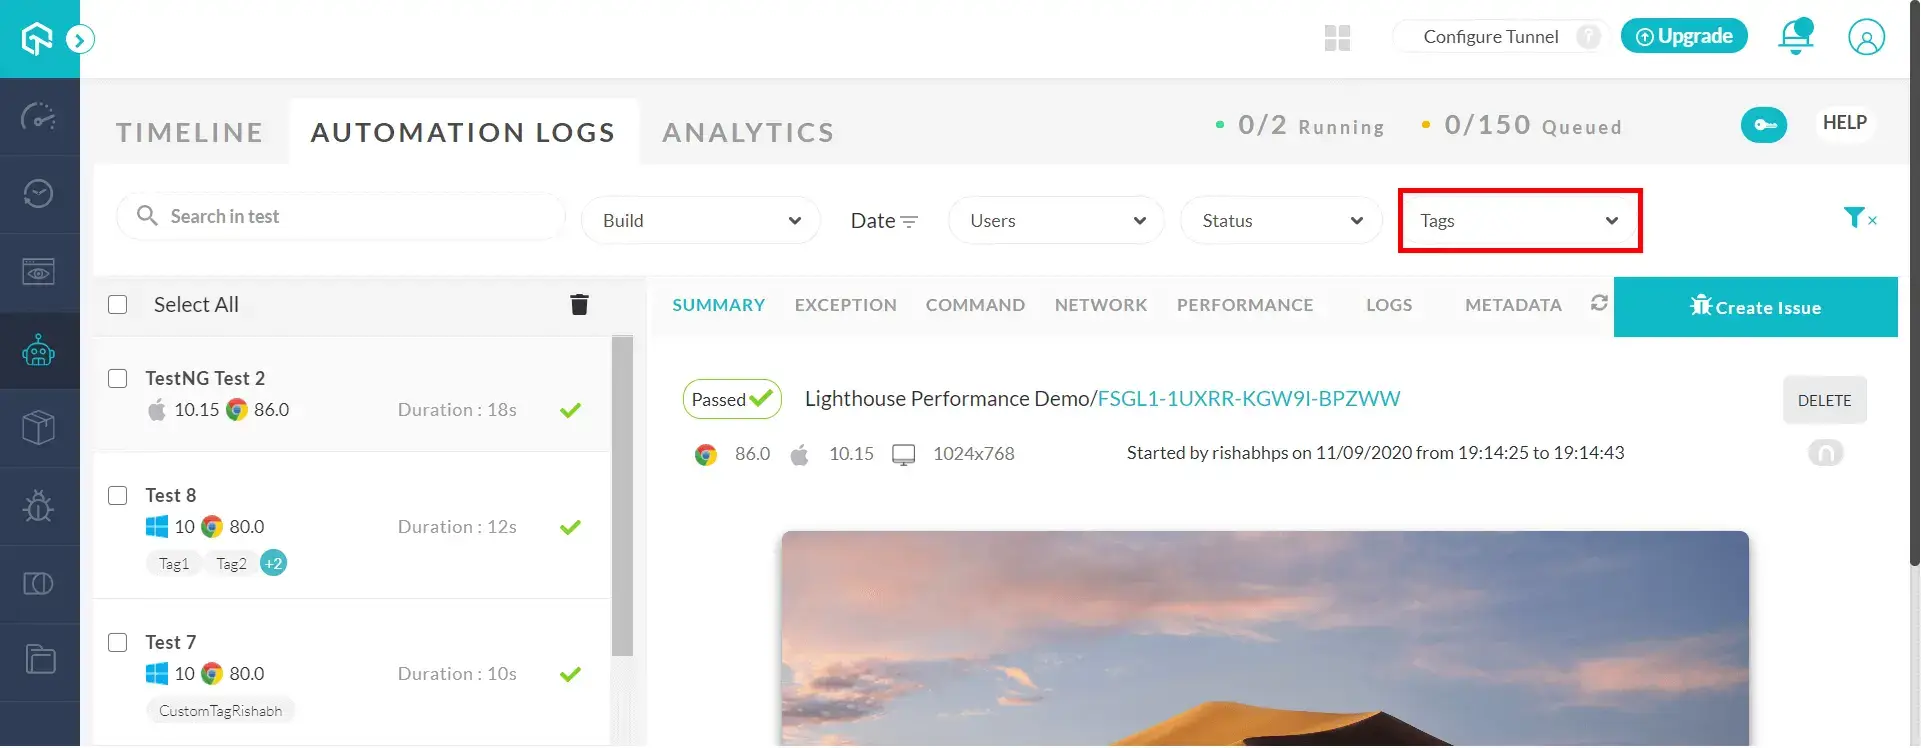 Configure Tunnel ?
Upgrade
TIMELINE AUTOMATION LOGS ANALYTICS
0/2 Running 0/150 Queued
HELP
Search in test
Build
Date
Users
Status
Tags
Select All
SUMMARY EXCEPTION COMMAND NETWORK PERFORMANCE LOGS METADATA
Create Issue
TestNG Test 2
10.15 86.0 Duration : 18s
Test 8
10 80.0 Duration : 12s
Tag1 Tag2 +2
Test 7
10 80.0 Duration : 10s
CustomTagRishabh
Passed Lighthouse Performance Demo/FSGL1-1UXRR-KGW9I-BPZWW
DELETE
86.0 10.15 1024x768 Started by rishabhps on 11/09/2020 from 19:14:25 to 19:14:43